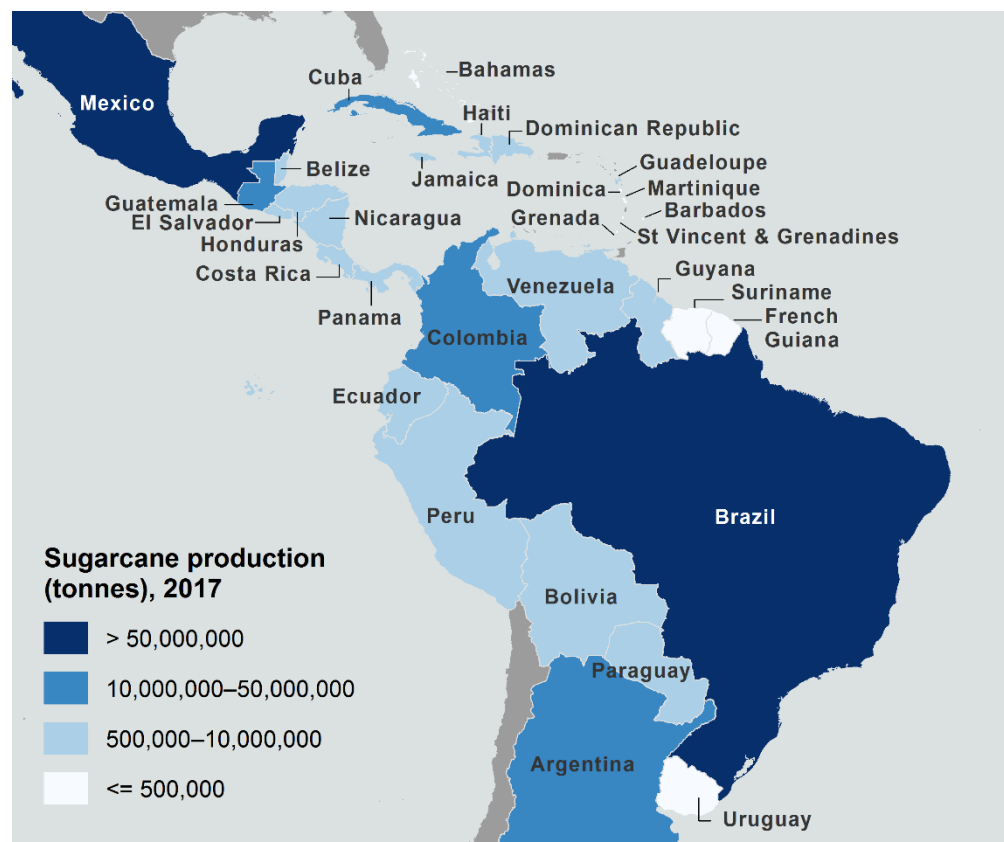 Bahamas
Cuba
Mexico
Haiti
Dominican Republic
Guadeloupe
Belize
Jamaica
Dominica
Martinique
Guatemala
Barbados
Nicaragua
Grenada
El Salvador
St Vincent & Grenadines
Honduras
Costa Rica
Guyana
Venezuela
Suriname
Panama
French
Guiana
Colombia
Ecuador
Peru
Brazil
Bolivia
Paraguay
Argentina
Uruguay
Sugarcane production
(tonnes), 2017
> 50,000,000
10,000,000–50,000,000
500,000–10,000,000
<= 500,000